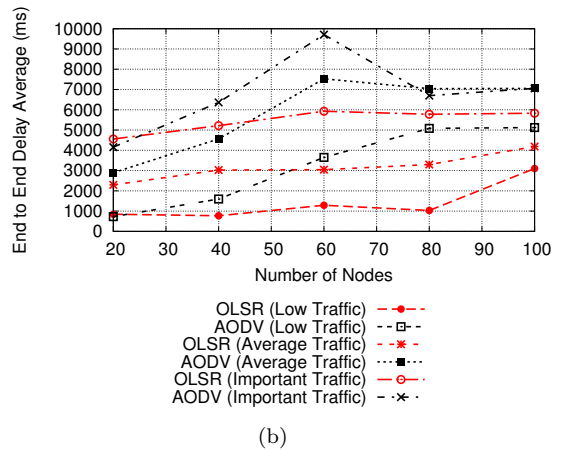 End to End Delay Average (ms)
10000
9000
8000
7000
6000
5000
4000
3000
2000
1000
0
20 30 40 50 60 70 80 90 100
Number of Nodes
OLSR (Low Traffic)
AODV (Low Traffic)
OLSR (Average Traffic)
AODV (Average Traffic)
OLSR (Important Traffic)
AODV (Important Traffic)
(b)